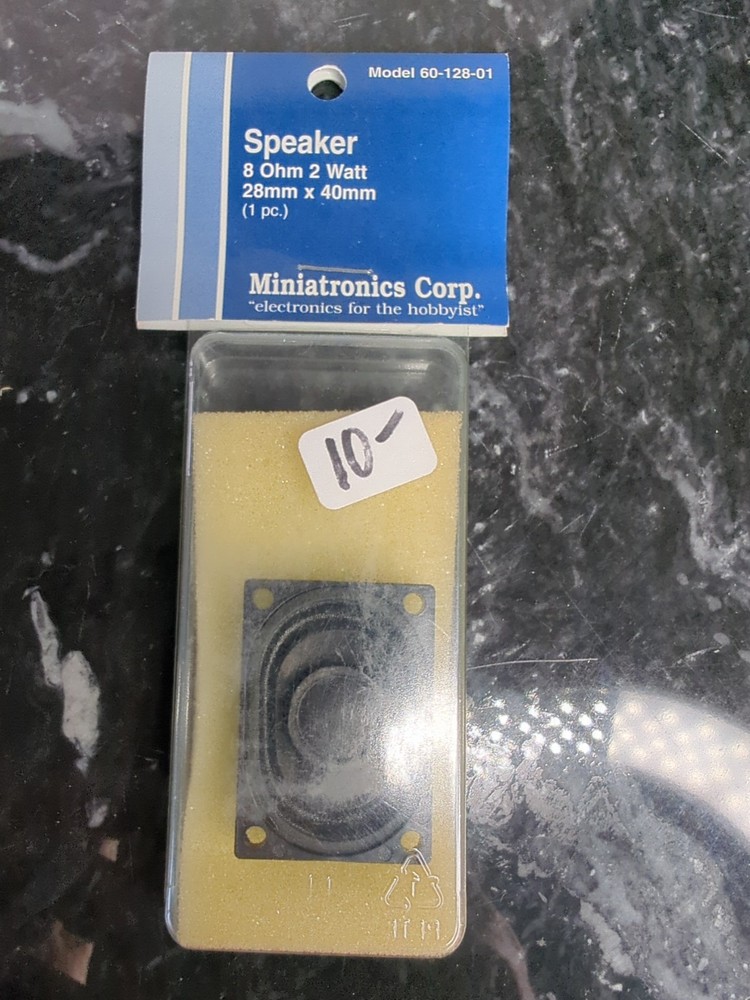 Model 60-128-01
Speaker
8 Ohm 2 Watt
28mm x 40mm
(1 pc.)
Miniatronics Corp.
"electronics for the hobbyist"
10-